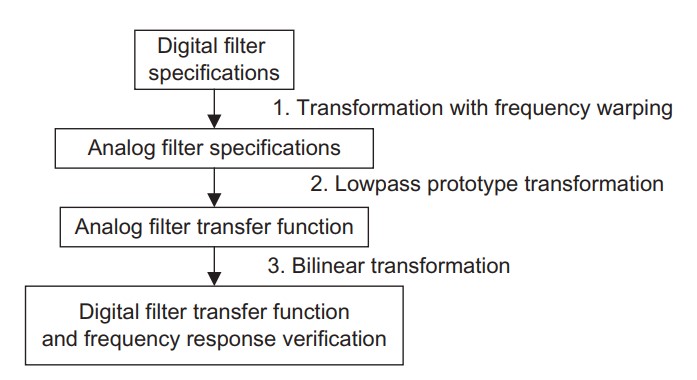 Digital filter
specifications
1. Transformation with frequency warping
Analog filter specifications
2. Lowpass prototype transformation
Analog filter transfer function
3. Bilinear transformation
Digital filter transfer function
and frequency response verification